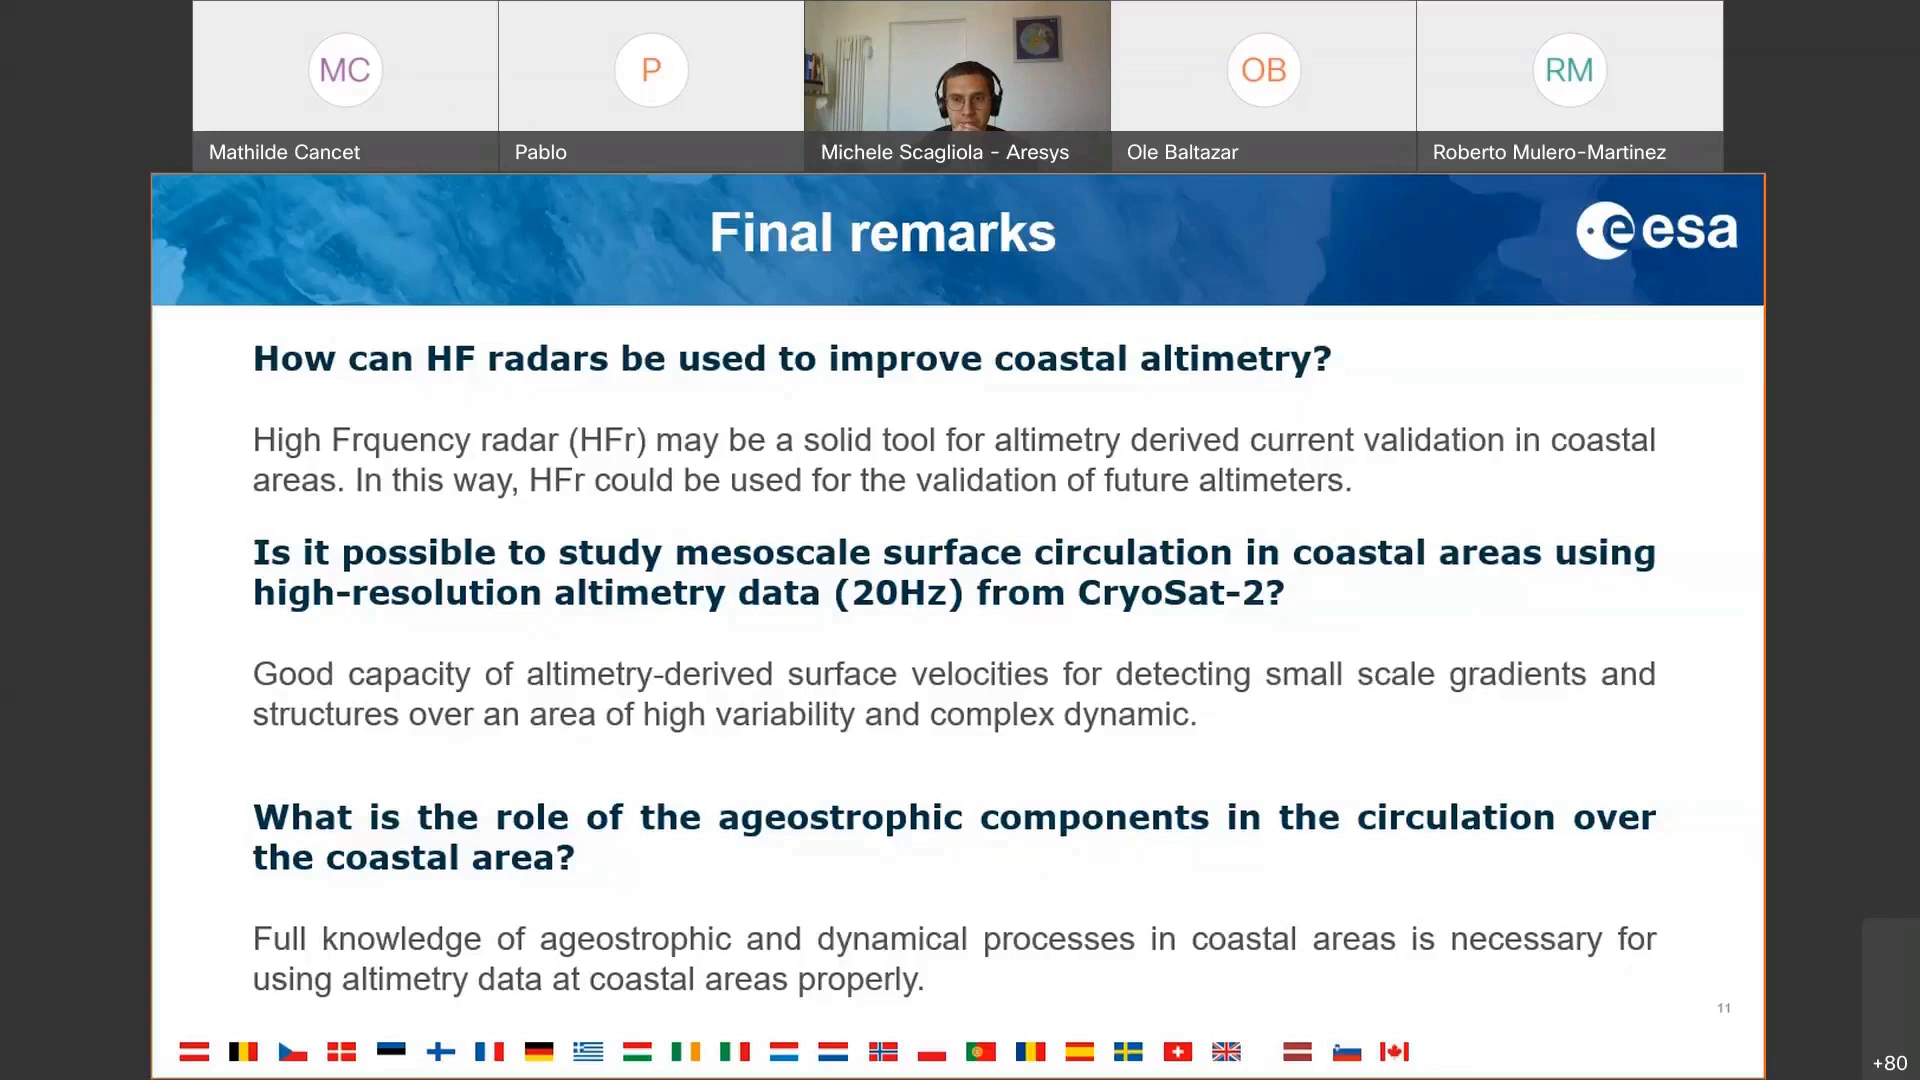 MC
P
OB
RM
Mathilde Cancet
Pablo
Michele Scagliola - Aresys
Ole Baltazar
Roberto Mulero-Martinez
Final remarks
esa
How can HF radars be used to improve coastal altimetry?
High Frquency radar (HFr) may be a solid tool for altimetry derived current validation in coastal
areas. In this way, HFr could be used for the validation of future altimeters.
Is it possible to study mesoscale surface circulation in coastal areas using
high-resolution altimetry data (20Hz) from CryoSat-2?
Good capacity of altimetry-derived surface velocities for detecting small scale gradients and
structures over an area of high variability and complex dynamic.
What is the role of the ageostrophic components in the circulation over
the coastal area?
Full knowledge of ageostrophic and dynamical processes in coastal areas is necessary for
using altimetry data at coastal areas properly.
11
+80